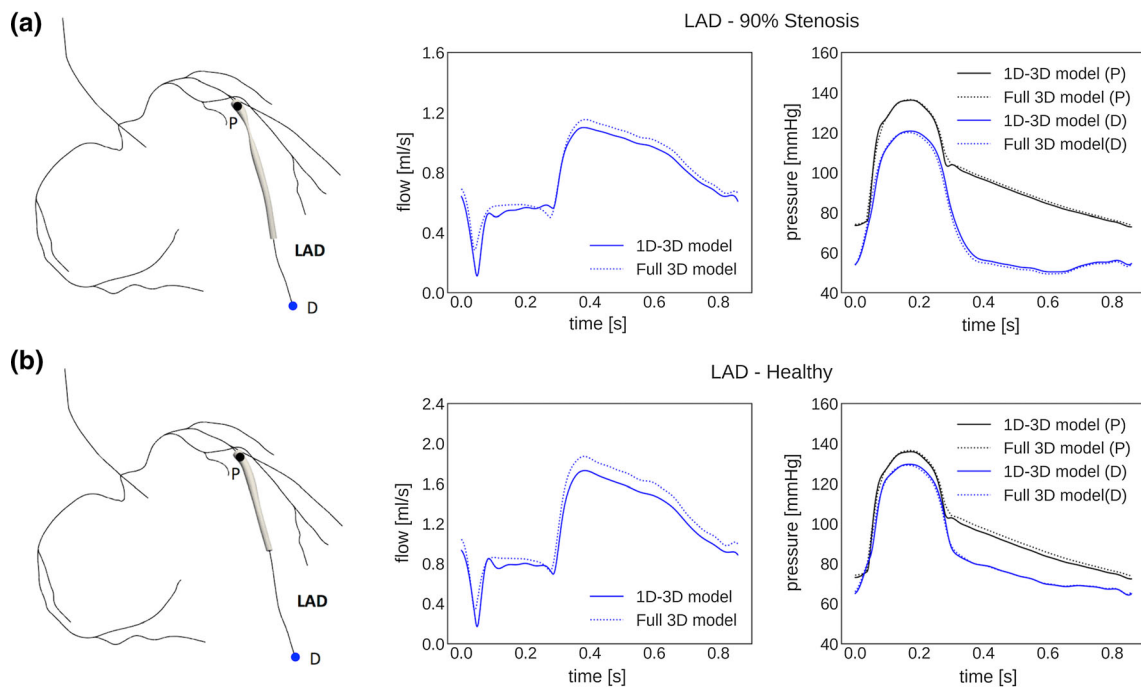 (a)
LAD - 90% Stenosis
P
LAD
D
flow [ml/s]
1.6
1.2
0.8
0.4
0.0
1D-3D model
Full 3D model
0.0 0.2 0.4 0.6 0.8
time [s]
pressure [mmHg]
160
140
120
100
80
60
40
1D-3D model (P)
Full 3D model (P)
1D-3D model (D)
Full 3D model(D)
0.0 0.2 0.4 0.6 0.8
time [s]
(b)
LAD - Healthy
P
LAD
D
flow [ml/s]
2.4
2.0
1.6
1.2
0.8
0.4
0.0
1D-3D model
Full 3D model
0.0 0.2 0.4 0.6 0.8
time [s]
pressure [mmHg]
160
140
120
100
80
60
40
1D-3D model (P)
Full 3D model (P)
1D-3D model (D)
Full 3D model(D)
0.0 0.2 0.4 0.6 0.8
time [s]